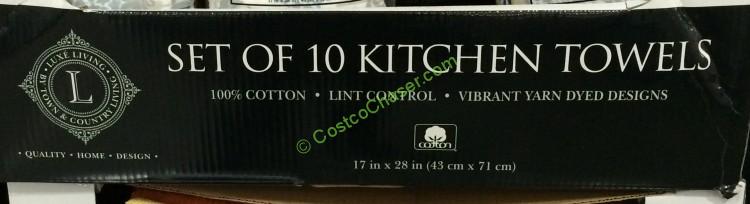 LUXE LIVING
BY TOWN & COUNTRY LIVING
L
• QUALITY • HOME • DESIGN •
SET OF 10 KITCHEN TOWELS
100% COTTON • LINT CONTROL • VIBRANT YARN DYED DESIGNS
© CostcoChaser.com
cotton
17 in x 28 in (43 cm x 71 cm)